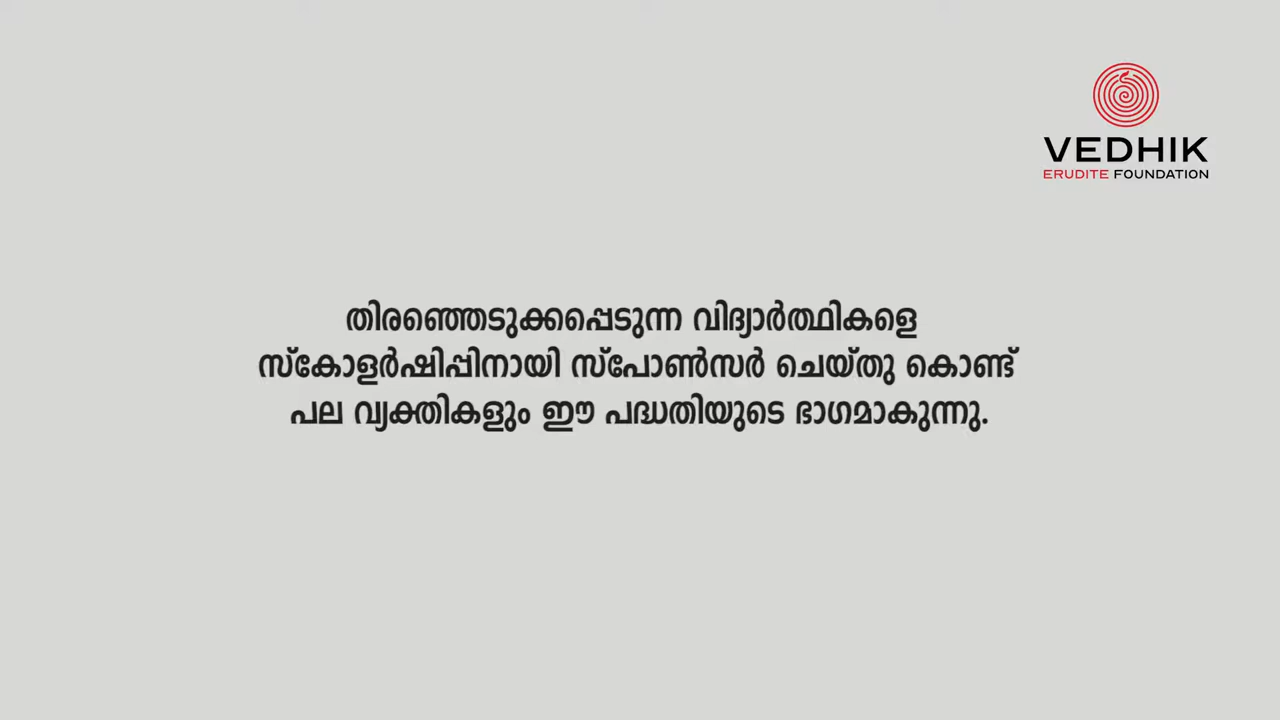 VEDHIK
ERUDITE FOUNDATION
തിരഞ്ഞെടുക്കപ്പെടുന്ന വിദ്യാർത്ഥികളെ
സ്കോളർഷിപ്പിനായി സ്പോൺസർ ചെയ്തു കൊണ്ട്
പല വ്യക്തികളും ഈ പദ്ധതിയുടെ ഭാഗമാകുന്നു.